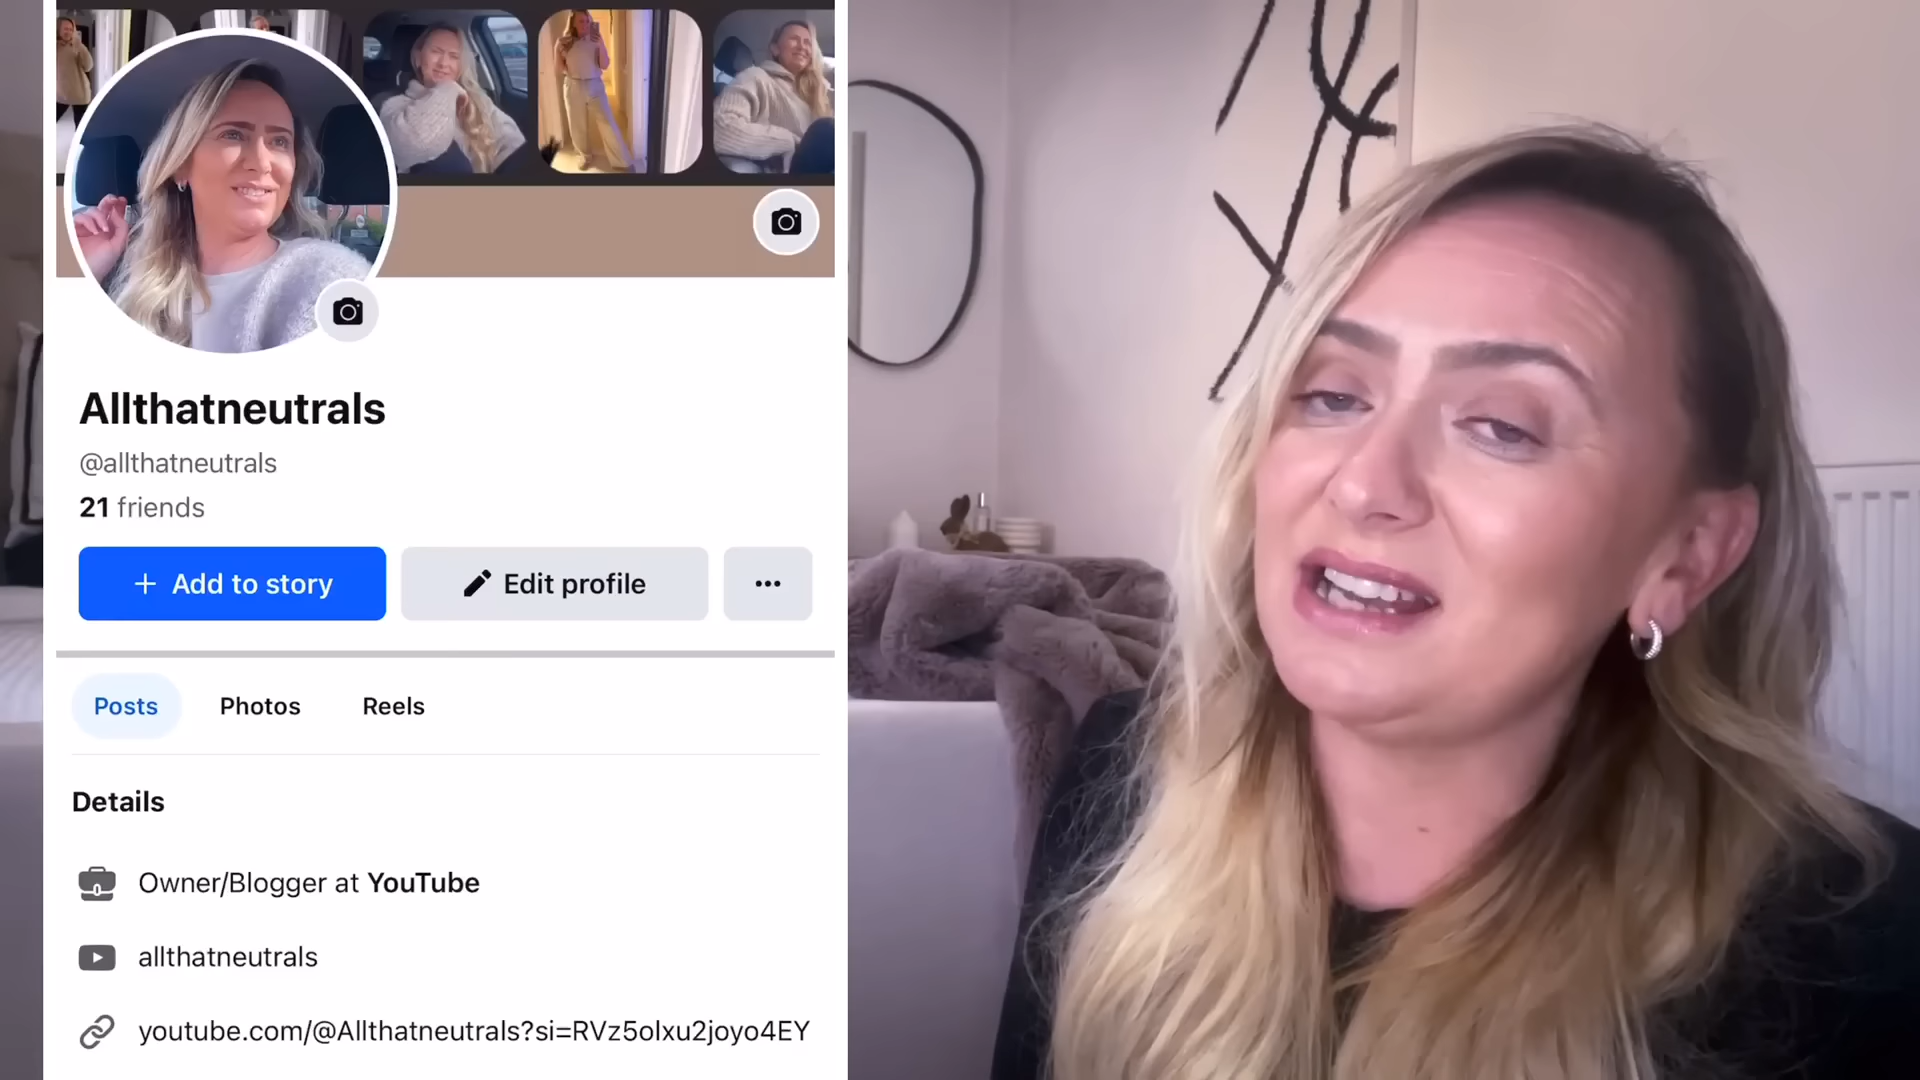 Allthatneutrals
@allthatneutrals
21 friends
+ Add to story
Edit profile
...
Posts
Photos
Reels
Details
Owner/Blogger at YouTube
allthatneutrals
youtube.com/@Allthatneutrals?si=RVz5olxu2joyo4EY